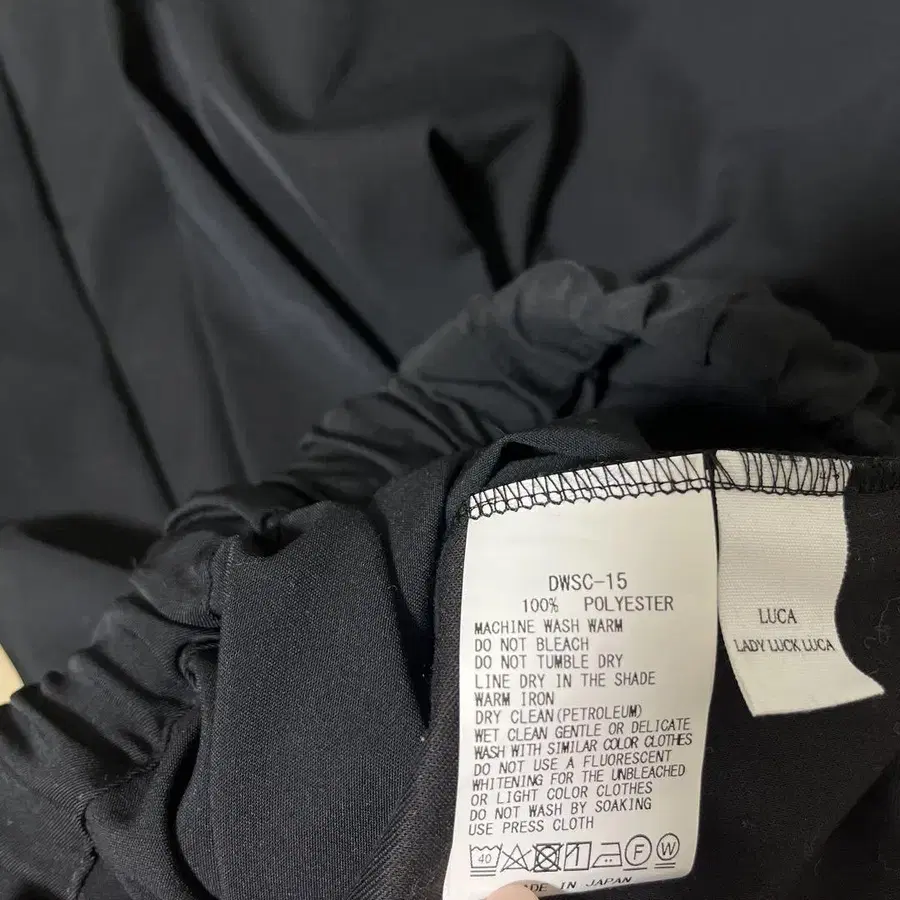 DWSC-15
100% POLYESTER
MACHINE WASH WARM
DO NOT BLEACH
DO NOT TUMBLE DRY
LINE DRY IN THE SHADE
WARM IRON
DRY CLEAN(PETROLEUM)
WET CLEAN GENTLE OR DELICATE
WASH WITH SIMILAR COLOR CLOTHES
DO NOT USE A FLUORESCENT
WHITENING FOR THE UNBLEACHED
OR LIGHT COLOR CLOTHES
DO NOT WASH BY SOAKING
USE PRESS CLOTH
40 F W
IN JAPAN
LUCA
LADY LUCK LUCA